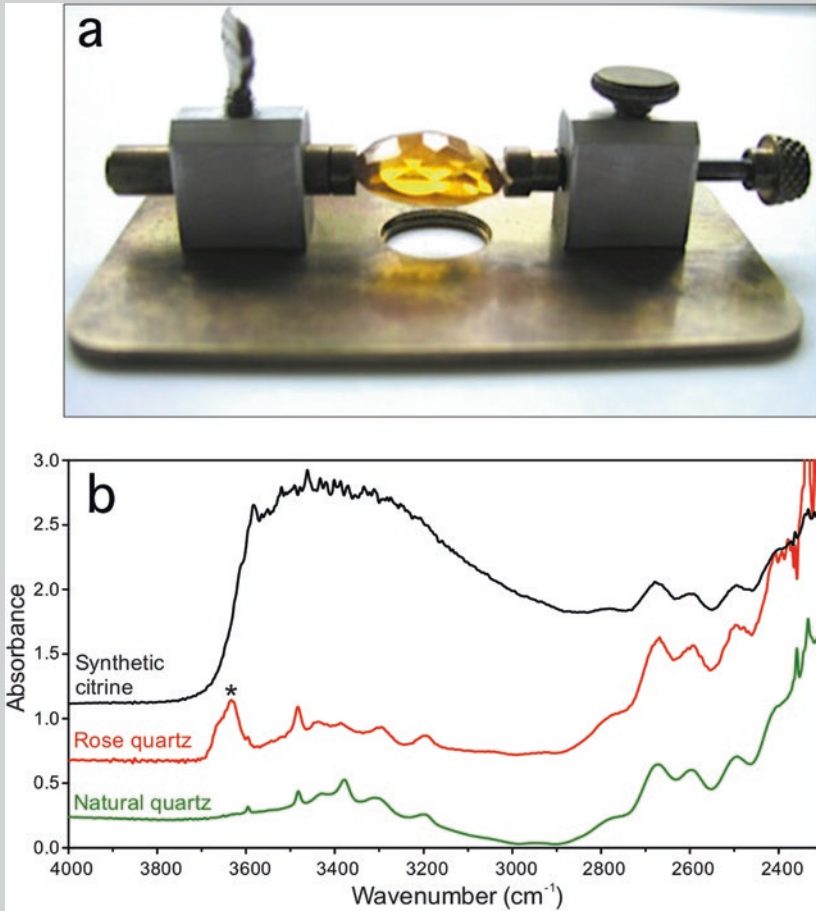 a
b
3.0
2.5
2.0
1.5
1.0
0.5
0.0
Absorbance
Synthetic
citrine
*
Rose quartz
Natural quartz
4000 3800 3600 3400 3200 3000 2800 2600 2400
Wavenumber (cm⁻¹)